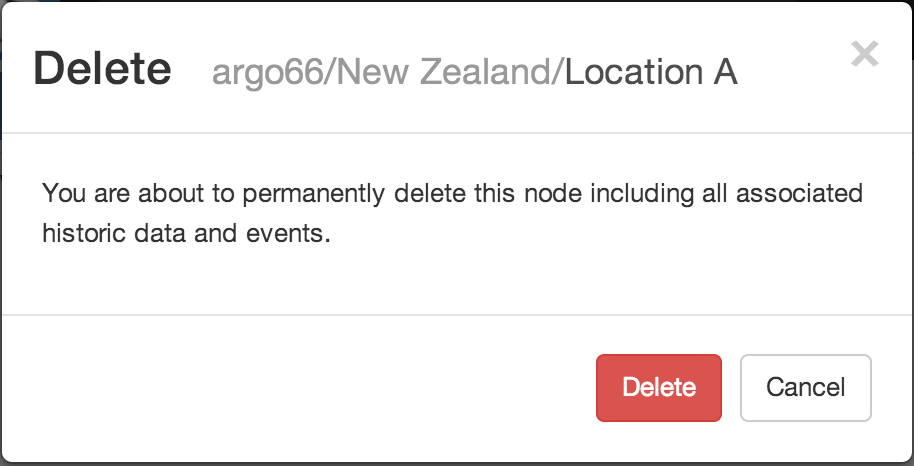 Delete argo66/New Zealand/Location A ×
You are about to permanently delete this node including all associated
historic data and events.
Delete Cancel